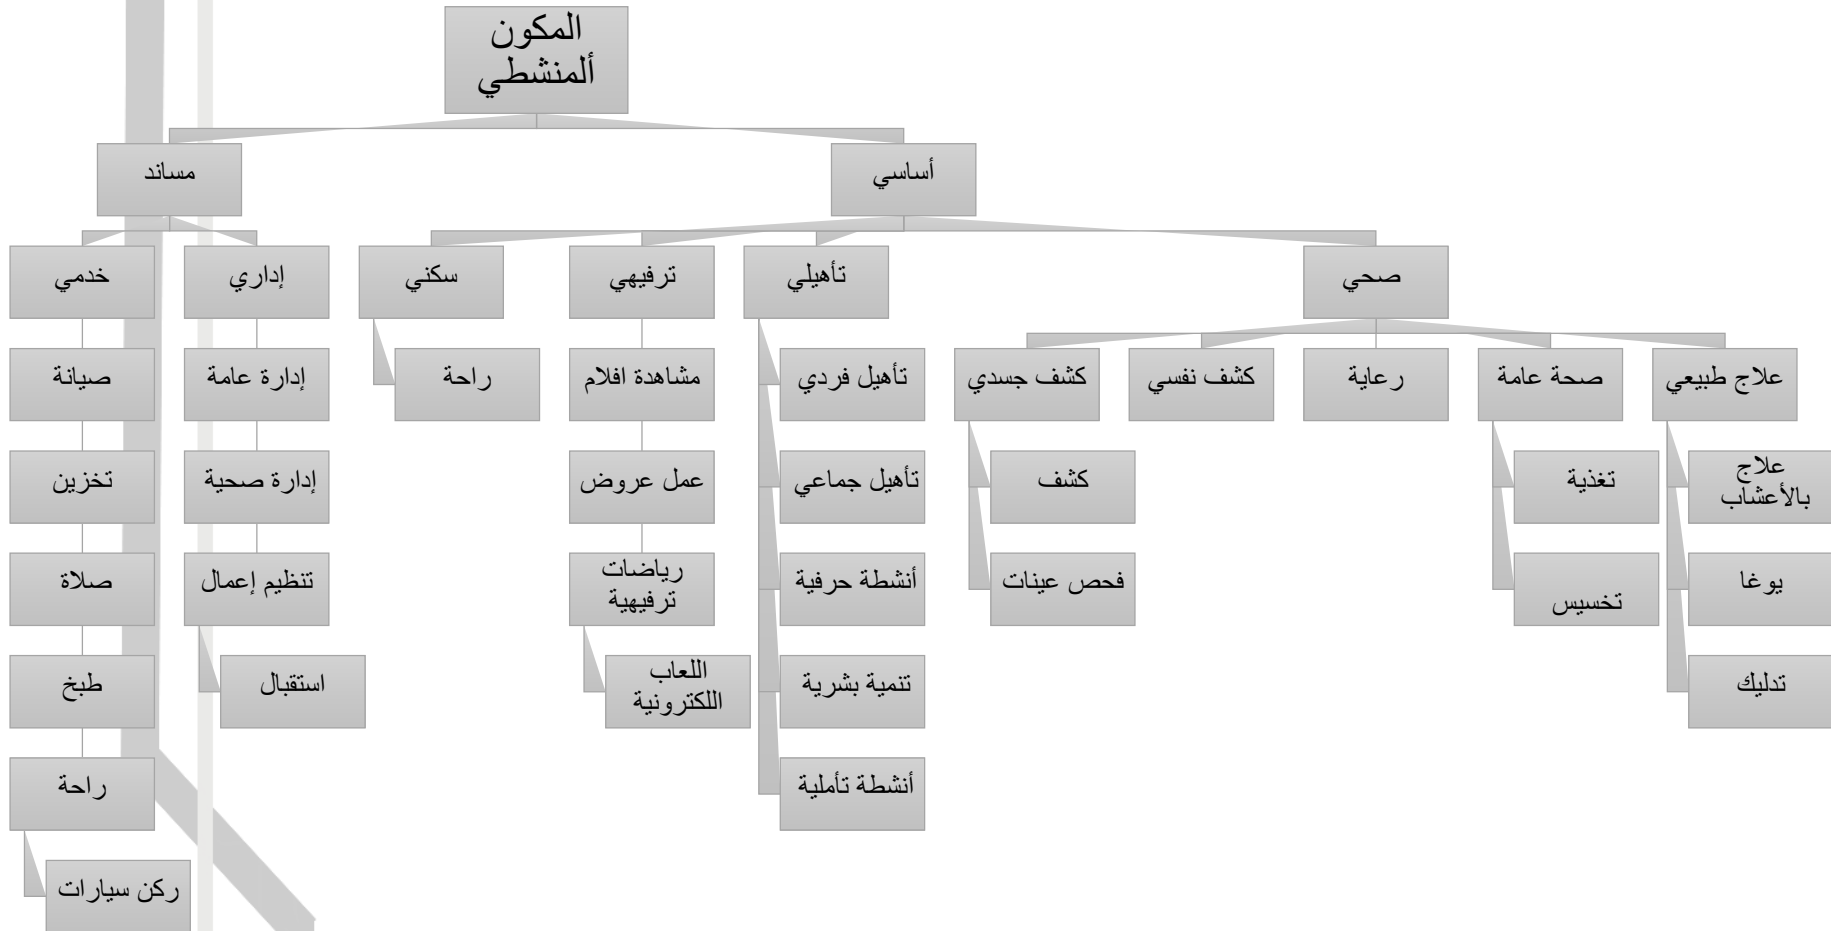 المكون
ألمنشطي
أساسي
مساند
صحي
تأهيلي
ترفيهي
سكني
إداري
خدمي
علاج طبيعي
صحة عامة
رعاية
كشف نفسي
كشف جسدي
تأهيل فردي
مشاهدة افلام
راحة
إدارة عامة
صيانة
علاج
بالأعشاب
تغذية
كشف
تأهيل جماعي
عمل عروض
إدارة صحية
تخزين
يوغا
تخسيس
فحص عينات
أنشطة حرفية
رياضات
ترفيهية
تنظيم إعمال
صلاة
تدليك
تنمية بشرية
اللعاب
اللكترونية
استقبال
طبخ
أنشطة تأملية
راحة
ركن سيارات